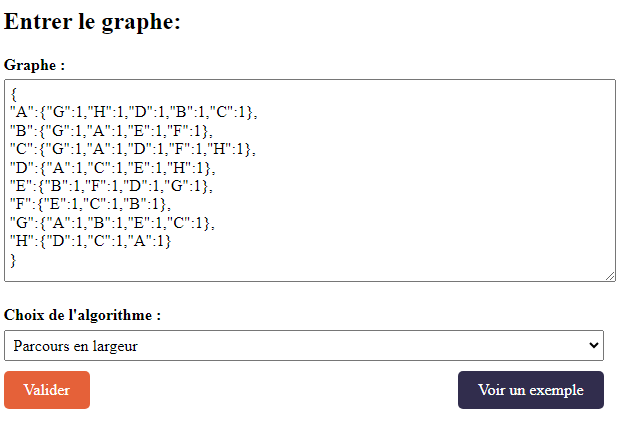 Entrer le graphe:
Graphe :
{
"A":{"G":1,"H":1,"D":1,"B":1,"C":1},
"B":{"G":1,"A":1,"E":1,"F":1},
"C":{"G":1,"A":1,"D":1,"F":1,"H":1},
"D":{"A":1,"C":1,"E":1,"H":1},
"E":{"B":1,"F":1,"D":1,"G":1},
"F":{"E":1,"C":1,"B":1},
"G":{"A":1,"B":1,"E":1,"C":1},
"H":{"D":1,"C":1,"A":1}
}
Choix de l'algorithme :
Parcours en largeur
Valider
Voir un exemple